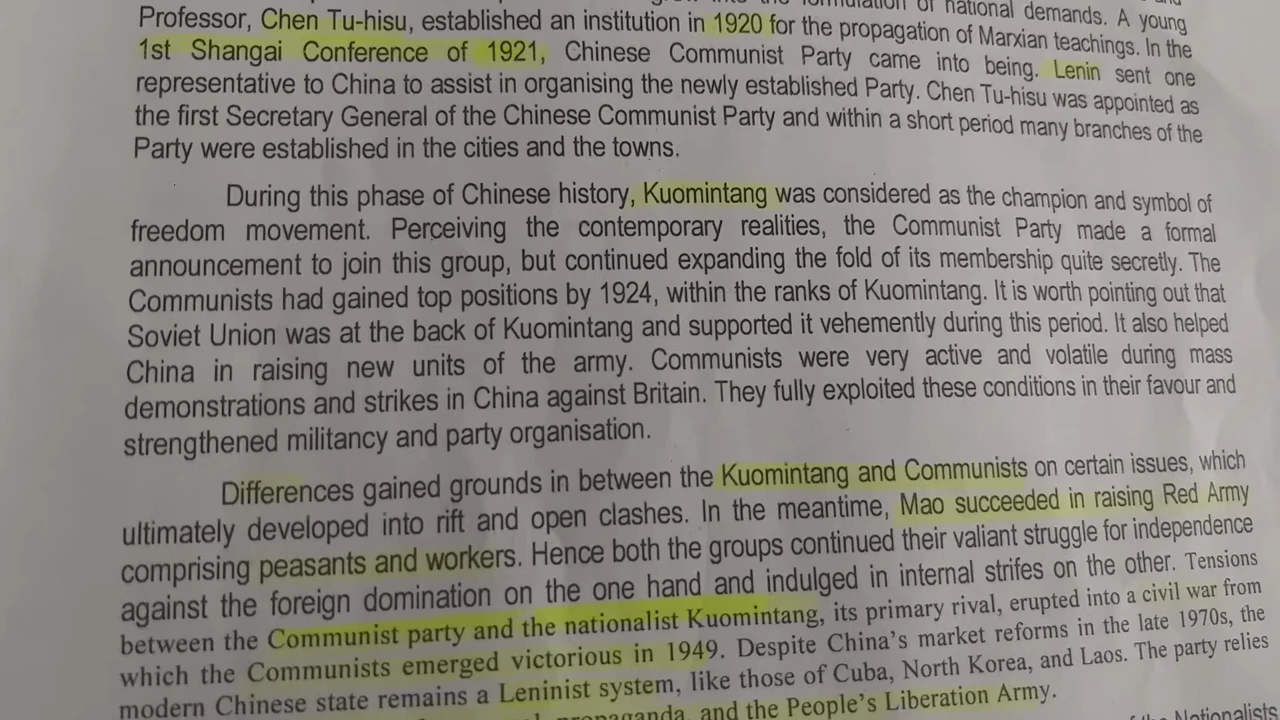 formulation of national demands. A young
Professor, Chen Tu-hisu, established an institution in 1920 for the propagation of Marxian teachings. In the
1st Shangai Conference of 1921, Chinese Communist Party came into being. Lenin sent one
representative to China to assist in organising the newly established Party. Chen Tu-hisu was appointed as
the first Secretary General of the Chinese Communist Party and within a short period many branches of the
Party were established in the cities and the towns.
During this phase of Chinese history, Kuomintang was considered as the champion and symbol of
freedom movement. Perceiving the contemporary realities, the Communist Party made a formal
announcement to join this group, but continued expanding the fold of its membership quite secretly. The
Communists had gained top positions by 1924, within the ranks of Kuomintang. It is worth pointing out that
Soviet Union was at the back of Kuomintang and supported it vehemently during this period. It also helped
China in raising new units of the army. Communists were very active and volatile during mass
demonstrations and strikes in China against Britain. They fully exploited these conditions in their favour and
strengthened militancy and party organisation.
Differences gained grounds in between the Kuomintang and Communists on certain issues, which
ultimately developed into rift and open clashes. In the meantime, Mao succeeded in raising Red Army
comprising peasants and workers. Hence both the groups continued their valiant struggle for independence
against the foreign domination on the one hand and indulged in internal strifes on the other. Tensions
between the Communist party and the nationalist Kuomintang, its primary rival, erupted into a civil war from
which the Communists emerged victorious in 1949. Despite China's market reforms in the late 1970s, the
modern Chinese state remains a Leninist system, like those of Cuba, North Korea, and Laos. The party relies
propaganda, and the People's Liberation Army.
the Nationalists